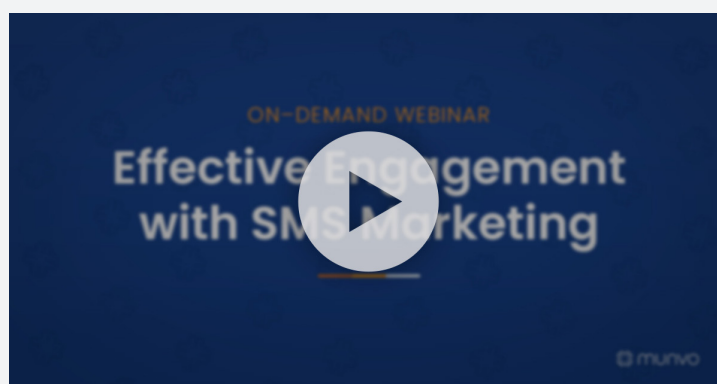 ON-DEMAND WEBINAR
Effective Engagement
with SMS Marketing
munvo